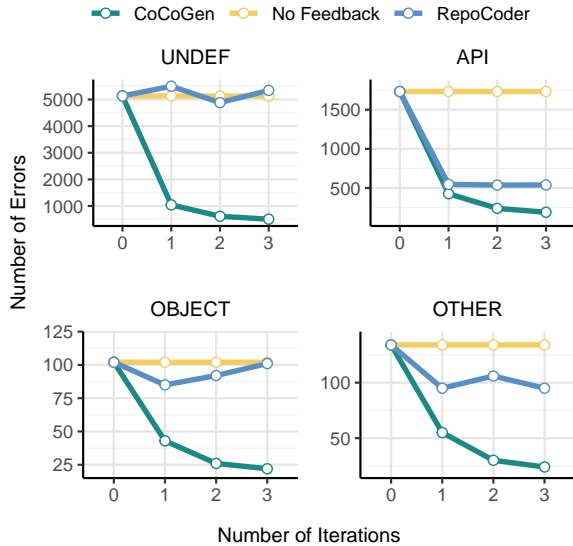 CoCoGen No Feedback RepoCoder
UNDEF
API
5000
4000
3000
2000
1000
0 1 2 3
1500
1000
500
0 1 2 3
Number of Errors
OBJECT
OTHER
125
100
75
50
25
0 1 2 3
100
50
0 1 2 3
Number of Iterations